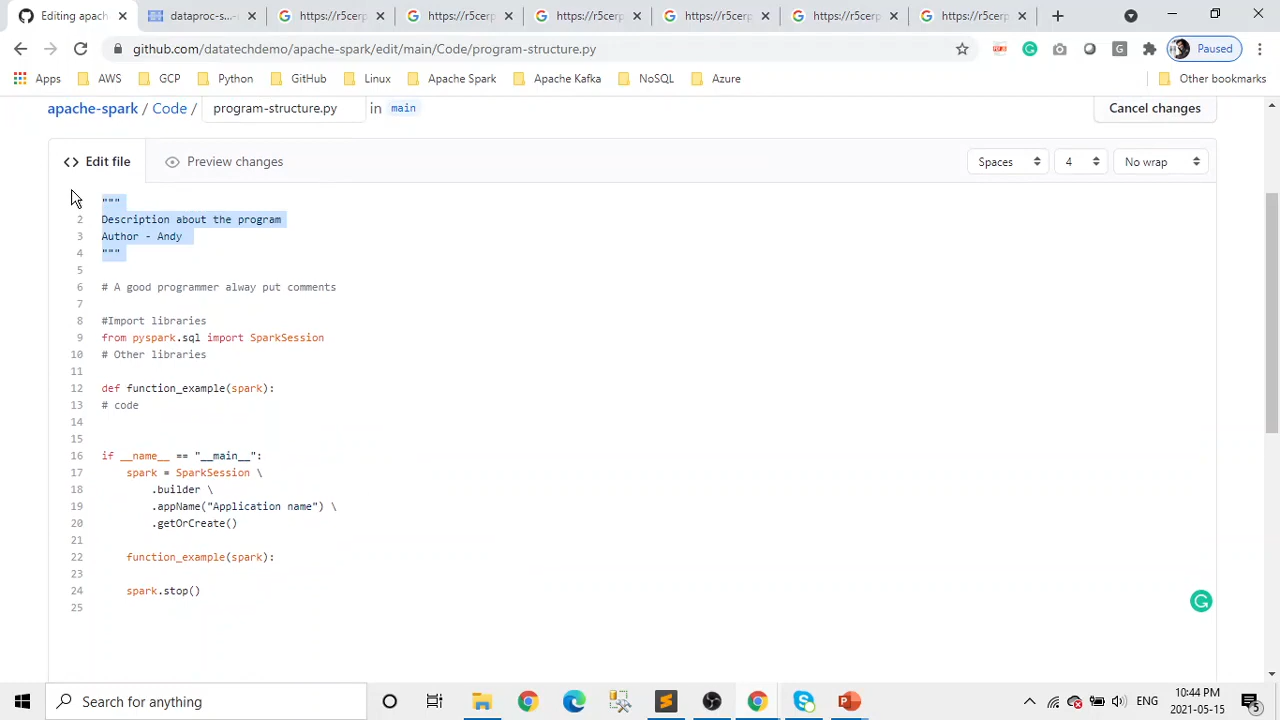 Editing apac
dataproc-s...
https://r5cerp
https://r5cerp
https://r5cerp
https://r5cerp
https://r5cerp
https://r5cerp
github.com/datatechdemo/apache-spark/edit/main/Code/program-structure.py
G
Paused
Apps
AWS
GCP
Python
GitHub
Linux
Apache Spark
Apache Kafka
NoSQL
Azure
Other bookmarks
apache-spark / Code / program-structure.py in main
Cancel changes
<> Edit file
Preview changes
Spaces
4
No wrap
"""
2 Description about the program
3 Author - Andy
4 """
5
6 # A good programmer alway put comments
7
8 #Import libraries
9 from pyspark.sql import SparkSession
10 # Other libraries
11
12 def function_example(spark):
13 # code
14
15
16 if __name__ == "__main__":
17 spark = SparkSession \
18 .builder \
19 .appName("Application name") \
20 .getOrCreate()
21
22 function_example(spark):
23
24 spark.stop()
25
Search for anything
ENG
10:44 PM
2021-05-15
5